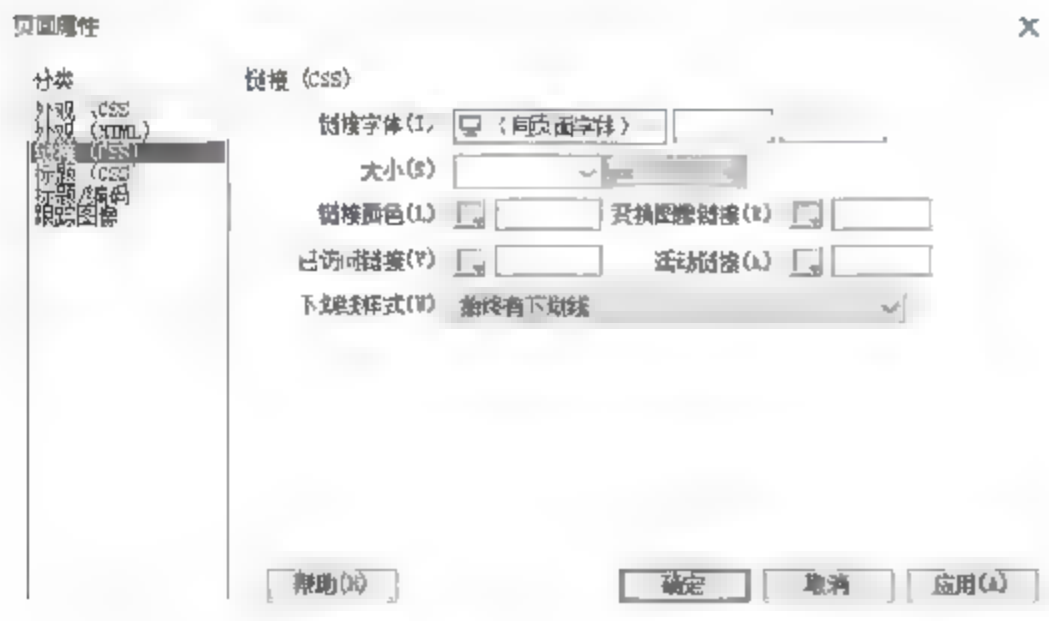 页面属性
分类
外观 (CSS
外观 (HTML)
链接 (CSS)
标题 (CSS
标题/编码
跟踪图像
链接 (CSS)
链接字体(I) (同页面字体)
大小(S) px
链接颜色(L) 变换图像链接(R)
已访问链接(V) 活动链接(A)
下划线样式(U) 始终有下划线
帮助(H) 确定 取消 应用(A)